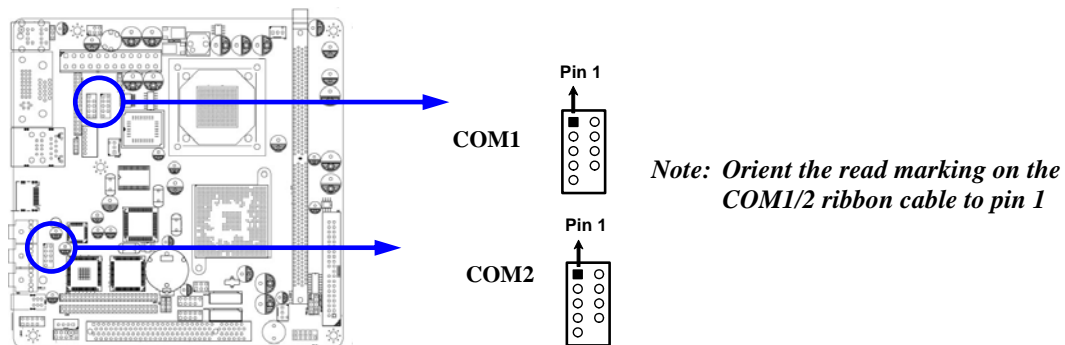 Pin 1
COM1
Note: Orient the read marking on the
COM1/2 ribbon cable to pin 1
Pin 1
COM2